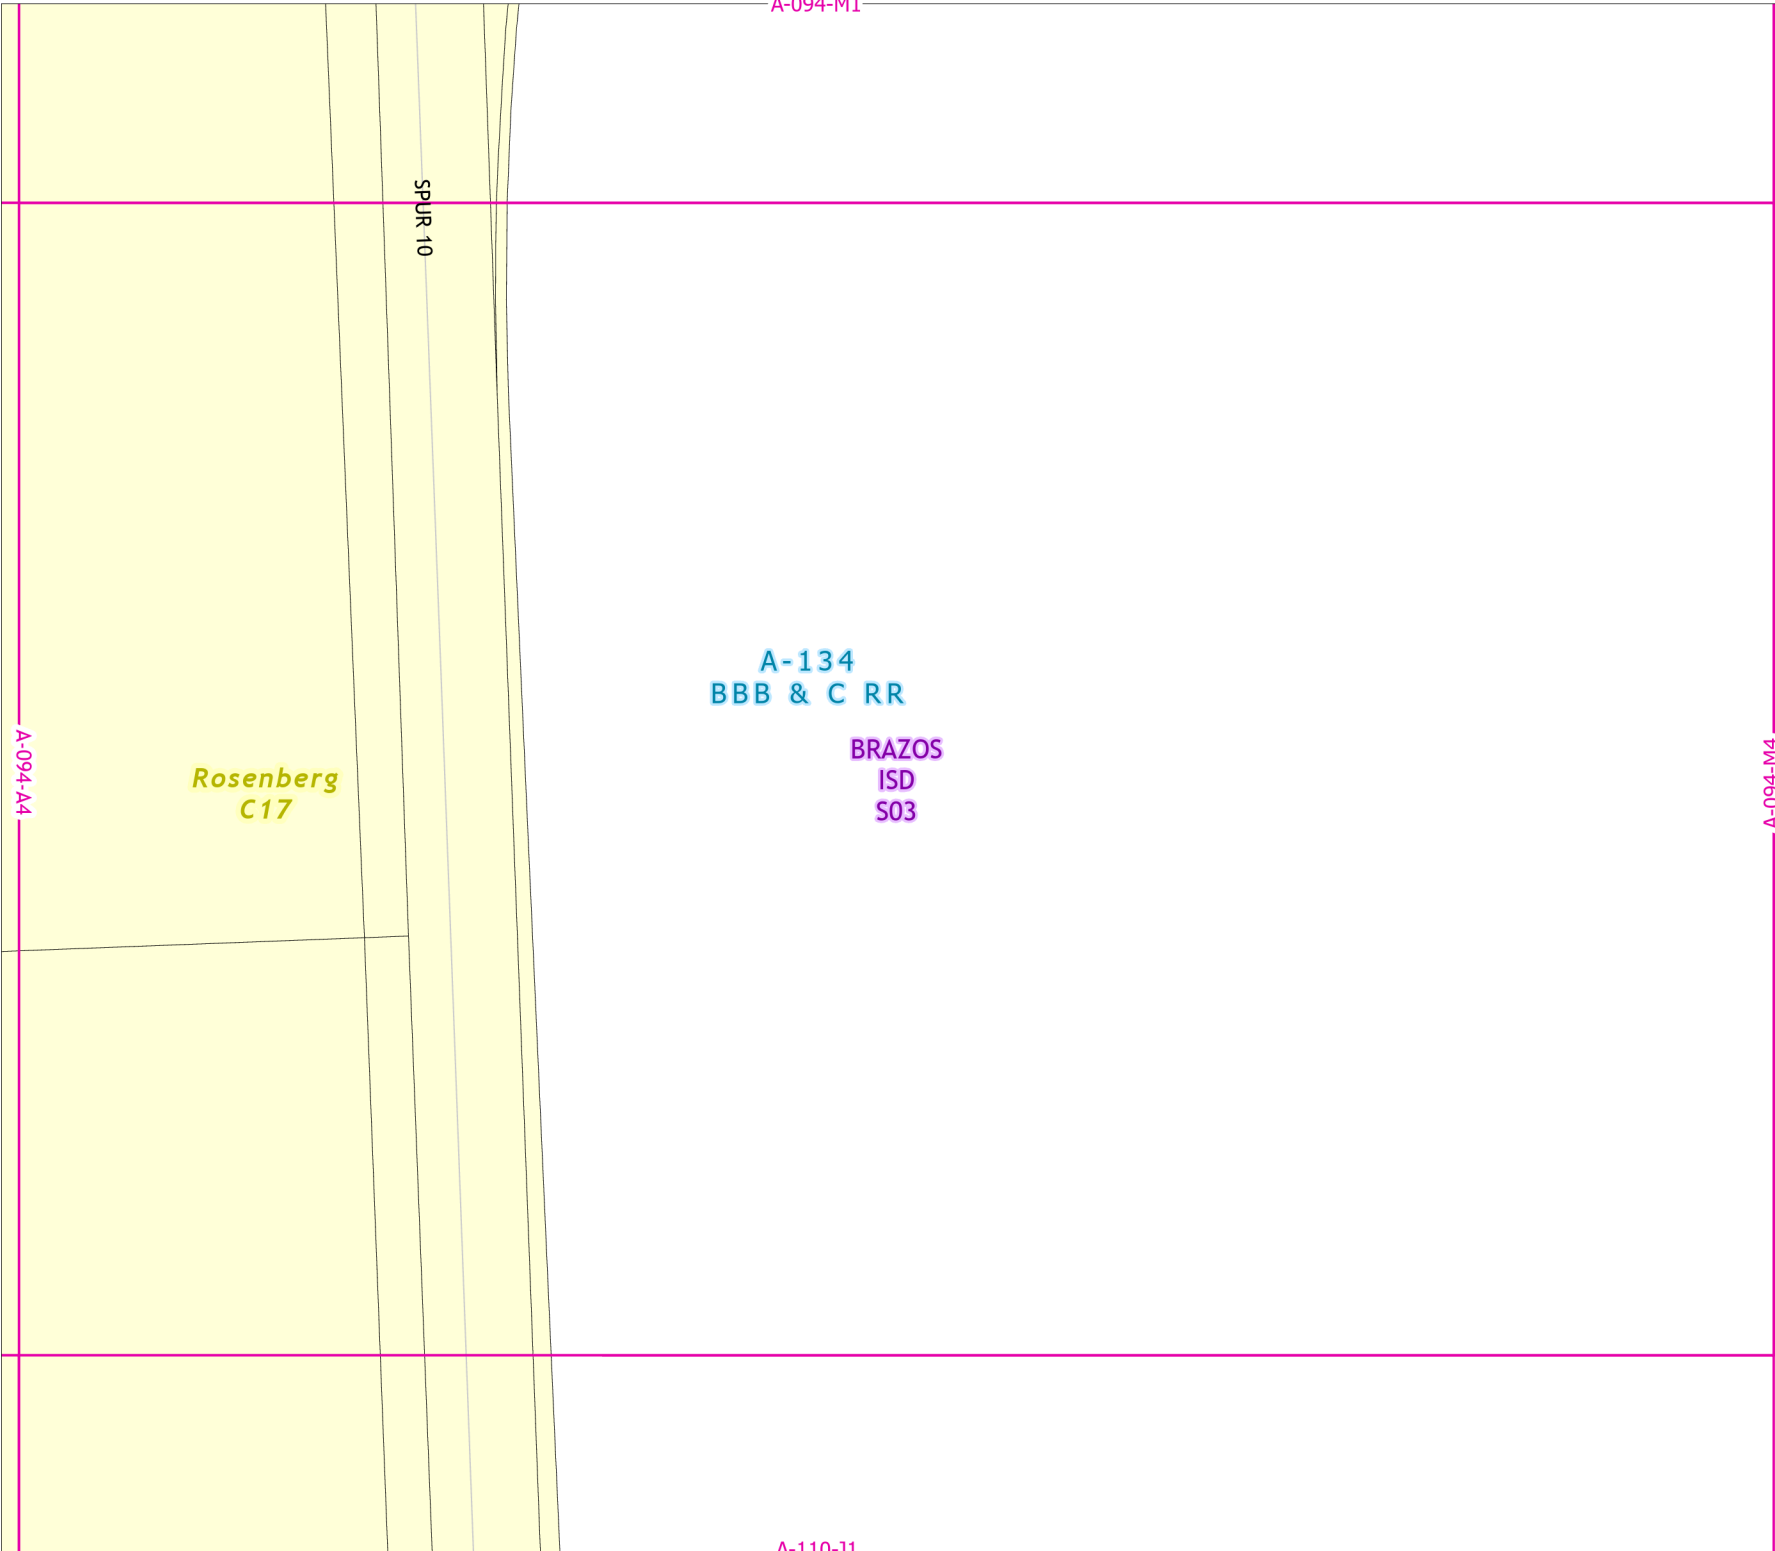 A-094-M1
SPUR 10
A-134
BBB & C RR
BRAZOS
ISD
S03
Rosenberg
C17
A-094-A4
A-094-M4
A-110-J1